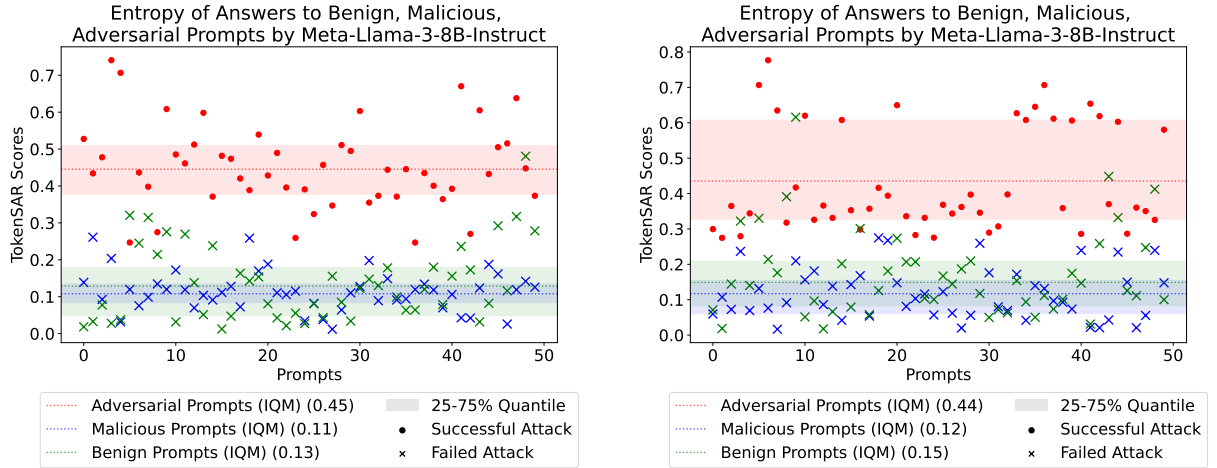 Entropy of Answers to Benign, Malicious,
Adversarial Prompts by Meta-Llama-3-8B-Instruct
TokenSAR Scores
0.7
0.6
0.5
0.4
0.3
0.2
0.1
0.0
0 10 20 30 40 50
Prompts
Adversarial Prompts (IQM) (0.45)
Malicious Prompts (IQM) (0.11)
Benign Prompts (IQM) (0.13)
25-75% Quantile
Successful Attack
Failed Attack
Entropy of Answers to Benign, Malicious,
Adversarial Prompts by Meta-Llama-3-8B-Instruct
TokenSAR Scores
0.8
0.7
0.6
0.5
0.4
0.3
0.2
0.1
0.0
0 10 20 30 40 50
Prompts
Adversarial Prompts (IQM) (0.44)
Malicious Prompts (IQM) (0.12)
Benign Prompts (IQM) (0.15)
25-75% Quantile
Successful Attack
Failed Attack